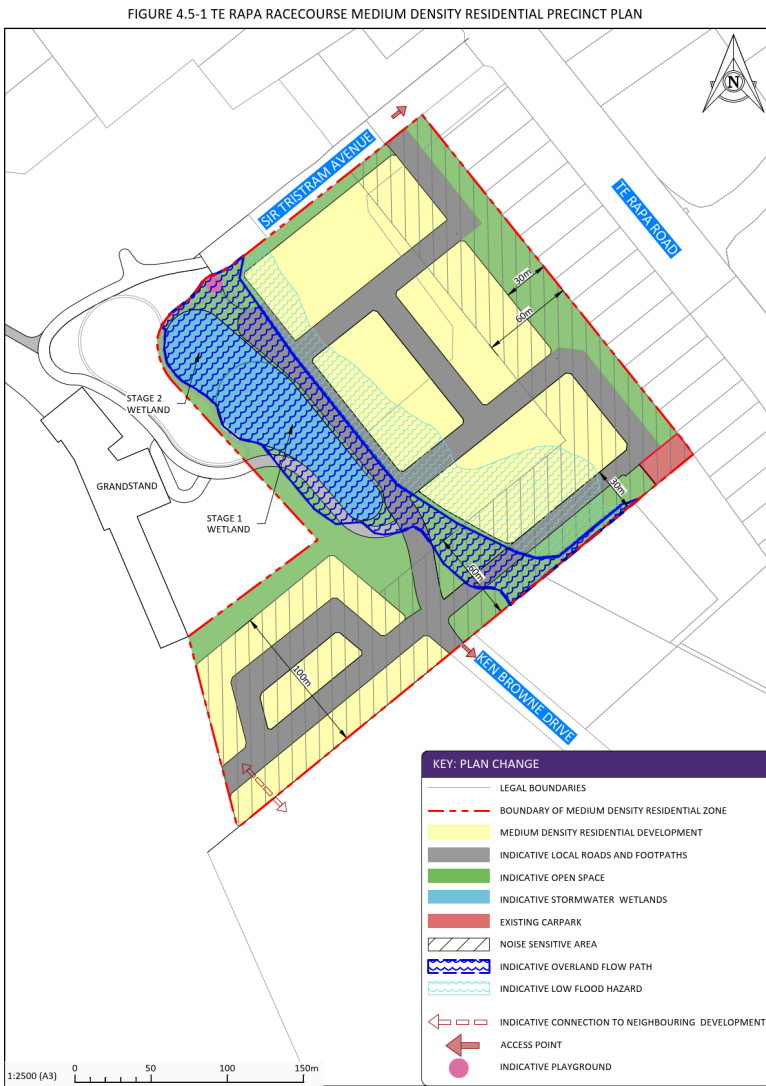 FIGURE 4.5-1 TE RAPA RACECOURSE MEDIUM DENSITY RESIDENTIAL PRECINCT PLAN
N
SIR TRISTRAM AVENUE
TE RAPA ROAD
30m
60m
STAGE 2
WETLAND
GRANDSTAND
STAGE 1
WETLAND
30m
60m
100m
KEN BROWNE DRIVE
KEY: PLAN CHANGE
LEGAL BOUNDARIES
BOUNDARY OF MEDIUM DENSITY RESIDENTIAL ZONE
MEDIUM DENSITY RESIDENTIAL DEVELOPMENT
INDICATIVE LOCAL ROADS AND FOOTPATHS
INDICATIVE OPEN SPACE
INDICATIVE STORMWATER WETLANDS
EXISTING CARPARK
NOISE SENSITIVE AREA
INDICATIVE OVERLAND FLOW PATH
INDICATIVE LOW FLOOD HAZARD
INDICATIVE CONNECTION TO NEIGHBOURING DEVELOPMENT
ACCESS POINT
INDICATIVE PLAYGROUND
1:2500 (A3) 0 50 100 150m